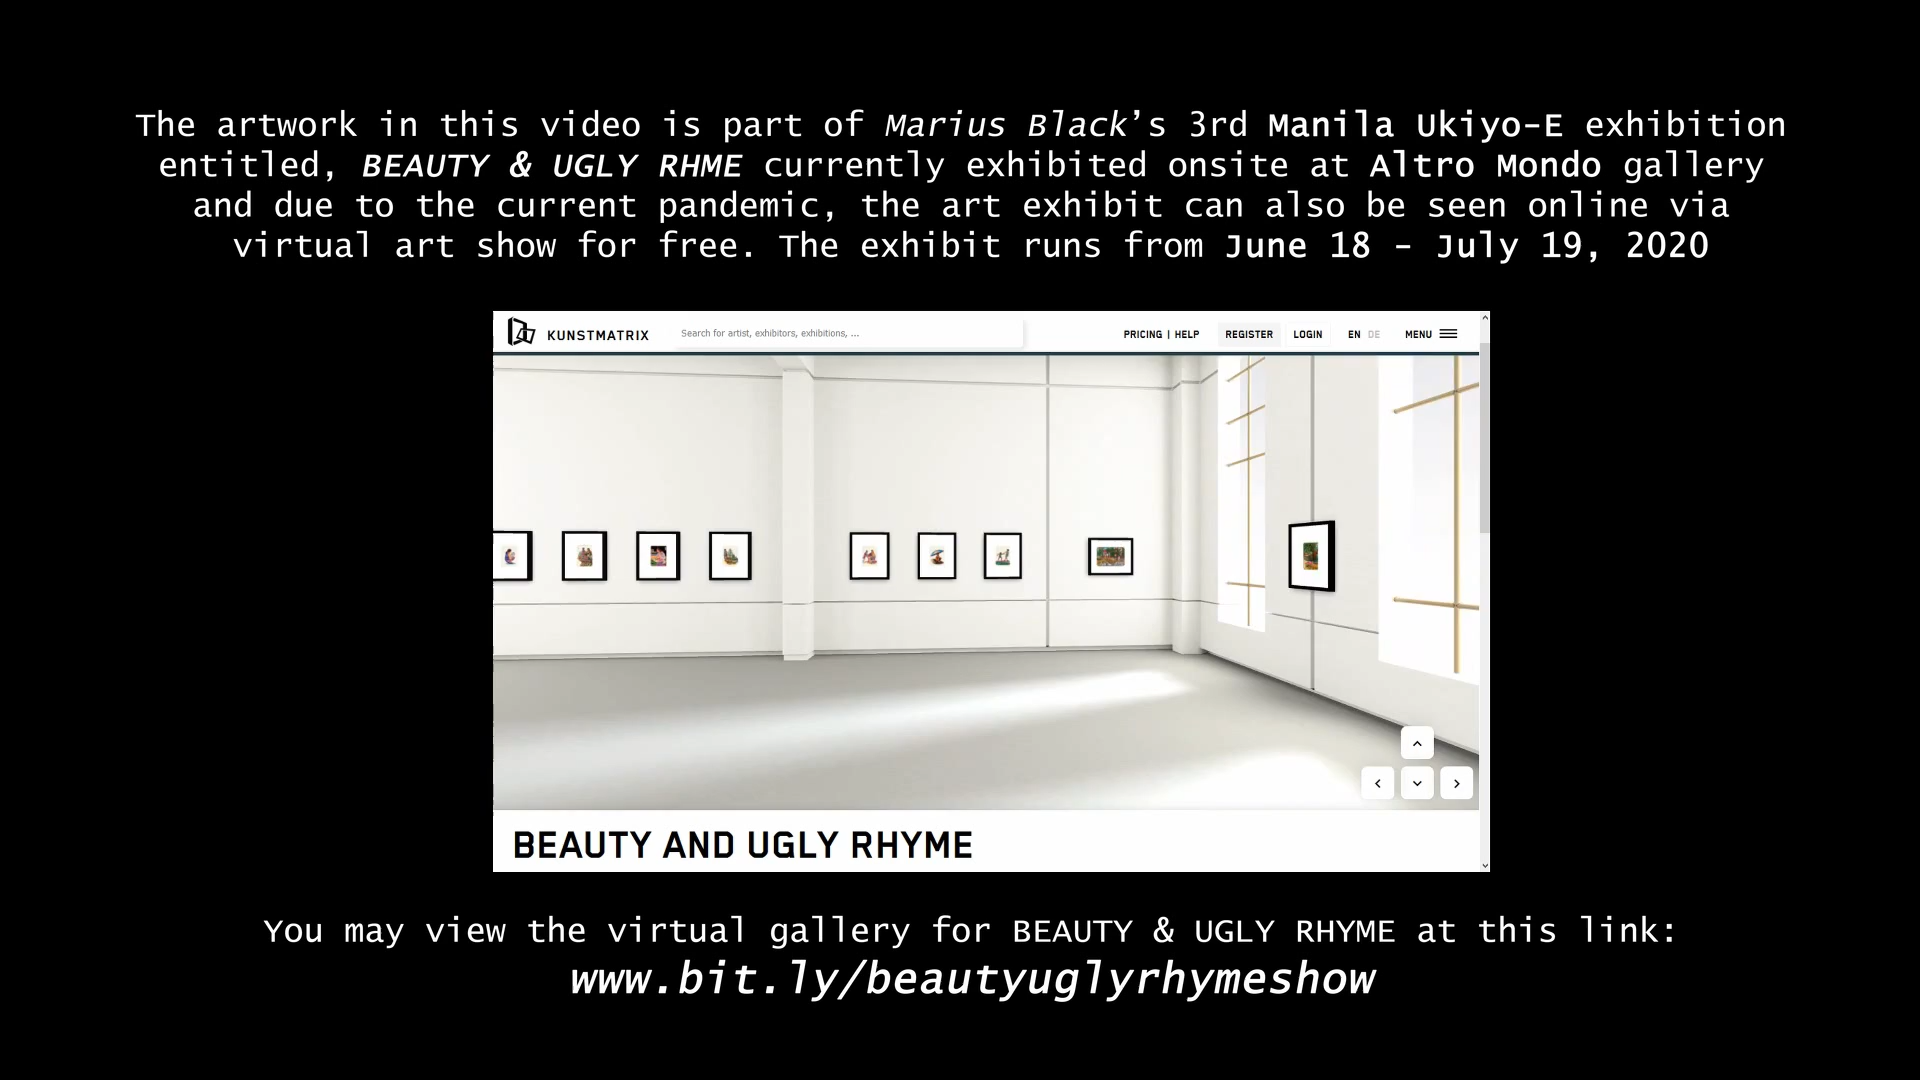 The artwork in this video is part of Marius Black’s 3rd Manila Ukiyo-E exhibition
entitled, BEAUTY & UGLY RHME currently exhibited onsite at Altro Mondo gallery
and due to the current pandemic, the art exhibit can also be seen online via
virtual art show for free. The exhibit runs from June 18 - July 19, 2020
KUNSTMATRIX Search for artist, exhibitors, exhibitions, ... PRICING | HELP REGISTER LOGIN EN DE MENU
BEAUTY AND UGLY RHYME
You may view the virtual gallery for BEAUTY & UGLY RHYME at this link:
www.bit.ly/beautyuglyrhymeshow